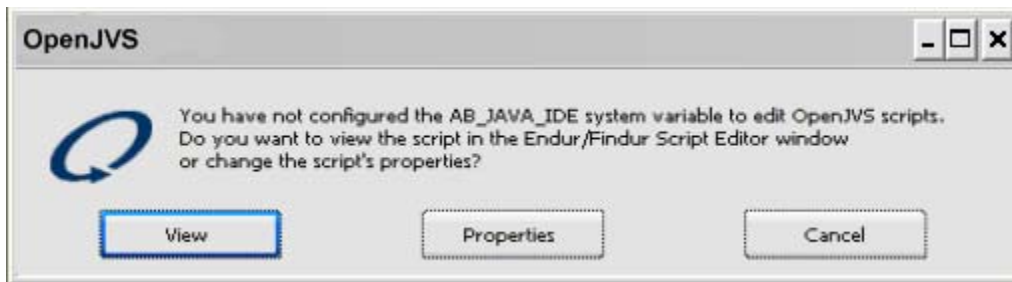 OpenJVS
You have not configured the AB_JAVA_IDE system variable to edit OpenJVS scripts.
Do you want to view the script in the Endur/Findur Script Editor window
or change the script's properties?
View Properties Cancel